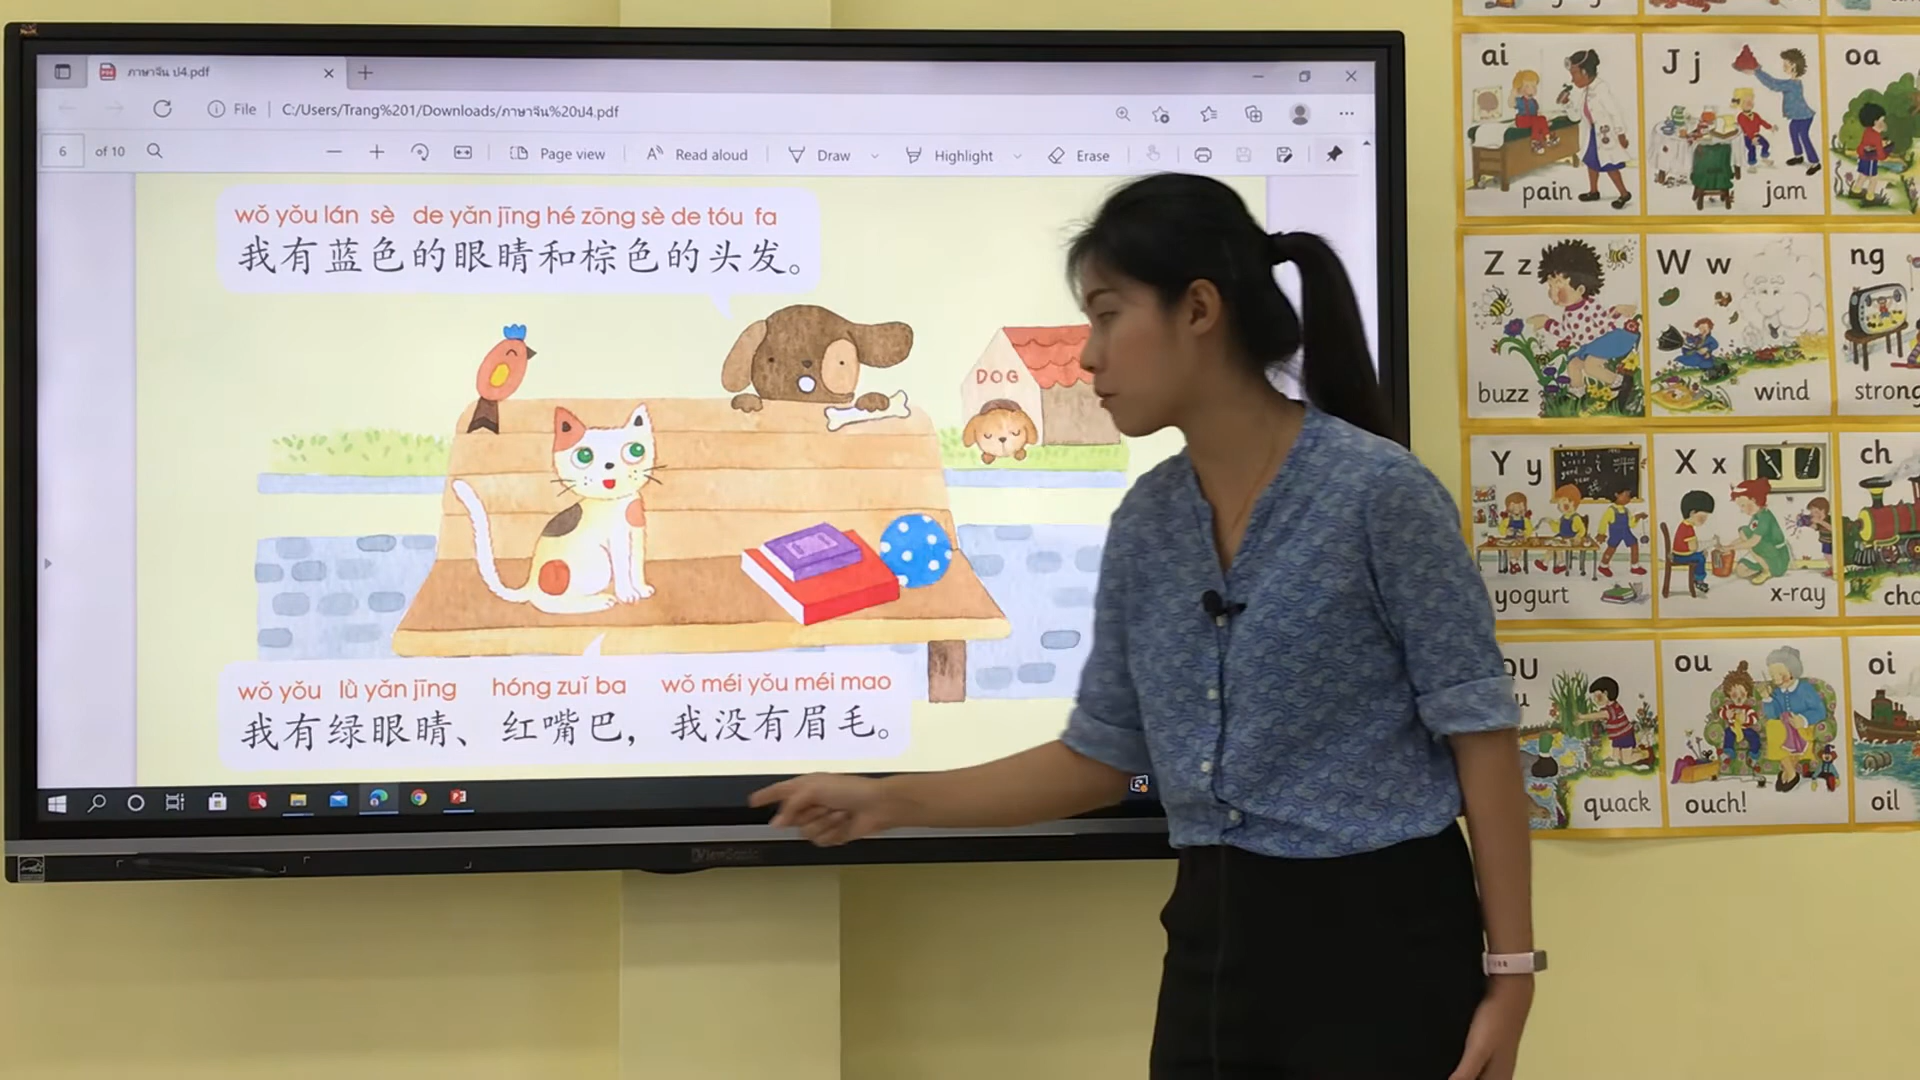 ภาษาจีน ป4.pdf
File
C:/Users/Trang%201/Downloads/ภาษาจีน%20ป4.pdf
6 of 10
Page view
Read aloud
Draw
Highlight
Erase
wǒ yǒu lán sè de yǎn jīng hé zōng sè de tóu fa
我有蓝色的眼睛和棕色的头发。
DOG
wǒ yǒu lǜ yǎn jīng hóng zuǐ ba wǒ méi yǒu méi mao
我有绿眼睛、红嘴巴，我没有眉毛。
ViewSonic
ai
pain
J j
jam
oa
Z z
buzz
W w
wind
ng
strong
Y y
yogurt
X x
x-ray
ch
quack
ou
ouch!
oi
oil